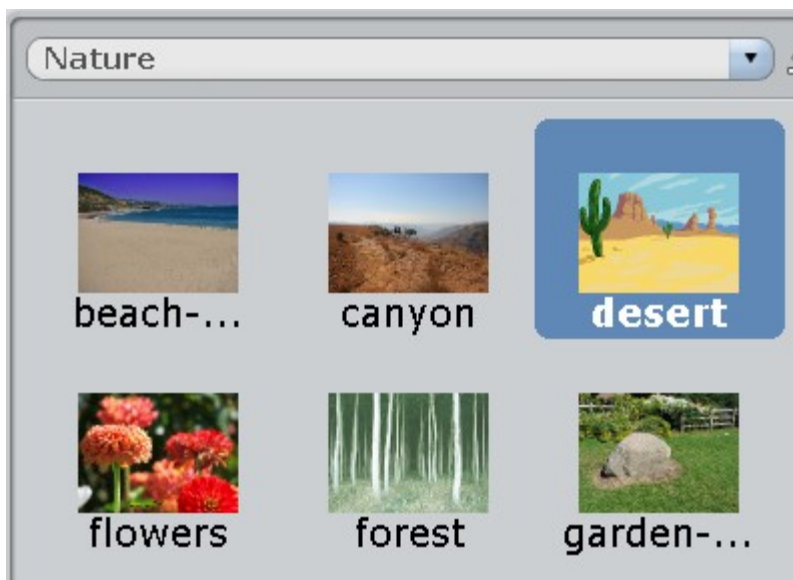 Nature
beach-...
canyon
desert
flowers
forest
garden-...